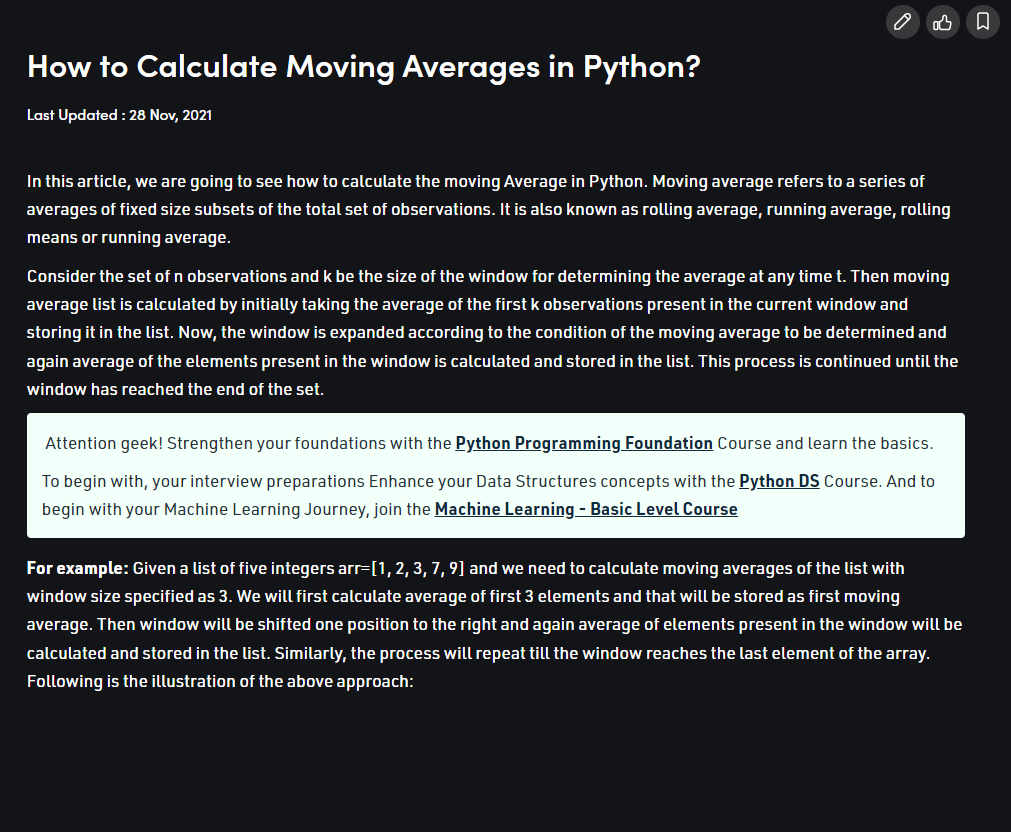 How to Calculate Moving Averages in Python?
Last Updated : 28 Nov, 2021
In this article, we are going to see how to calculate the moving Average in Python. Moving average refers to a series of
averages of fixed size subsets of the total set of observations. It is also known as rolling average, running average, rolling
means or running average.
Consider the set of n observations and k be the size of the window for determining the average at any time t. Then moving
average list is calculated by initially taking the average of the first k observations present in the current window and
storing it in the list. Now, the window is expanded according to the condition of the moving average to be determined and
again average of the elements present in the window is calculated and stored in the list. This process is continued until the
window has reached the end of the set.
Attention geek! Strengthen your foundations with the Python Programming Foundation Course and learn the basics.
To begin with, your interview preparations Enhance your Data Structures concepts with the Python DS Course. And to
begin with your Machine Learning Journey, join the Machine Learning - Basic Level Course
For example: Given a list of five integers arr=[1, 2, 3, 7, 9] and we need to calculate moving averages of the list with
window size specified as 3. We will first calculate average of first 3 elements and that will be stored as first moving
average. Then window will be shifted one position to the right and again average of elements present in the window will be
calculated and stored in the list. Similarly, the process will repeat till the window reaches the last element of the array.
Following is the illustration of the above approach: